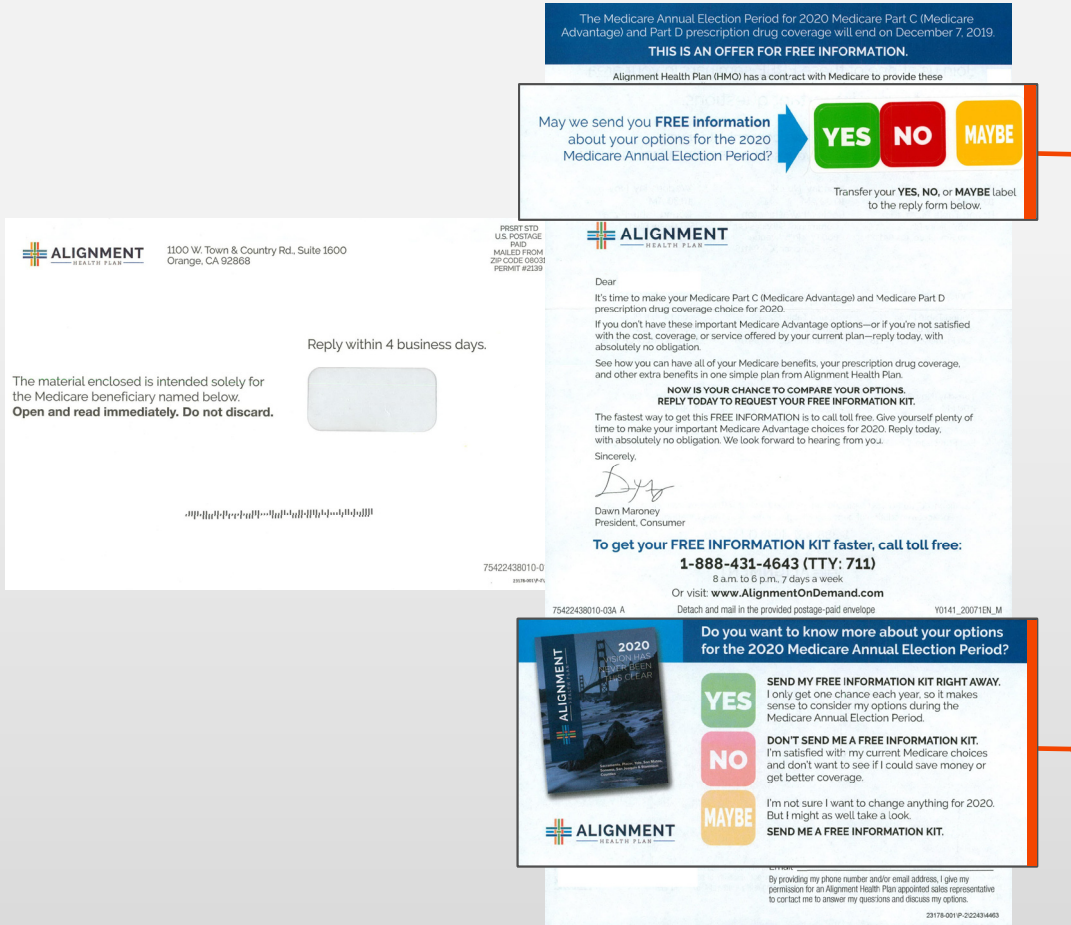 ALIGNMENT
HEALTH PLAN
1100 W. Town & Country Rd., Suite 1600
Orange, CA 92868
PRSRT STD
U.S. POSTAGE
PAID
MAILED FROM
ZIP CODE 08031
PERMIT #2139
Reply within 4 business days.
The material enclosed is intended solely for
the Medicare beneficiary named below.
Open and read immediately. Do not discard.
75422438010-0
The Medicare Annual Election Period for 2020 Medicare Part C (Medicare
Advantage) and Part D prescription drug coverage will end on December 7, 2019.
THIS IS AN OFFER FOR FREE INFORMATION.
Alignment Health Plan (HMO) has a contract with Medicare to provide these
May we send you FREE information
about your options for the 2020
Medicare Annual Election Period?
YES NO MAYBE
Transfer your YES, NO, or MAYBE label
to the reply form below.
ALIGNMENT
HEALTH PLAN
Dear
It's time to make your Medicare Part C (Medicare Advantage) and Medicare Part D
prescription drug coverage choice for 2020.
If you don't have these important Medicare Advantage options—or if you're not satisfied
with the cost, coverage, or service offered by your current plan—reply today, with
absolutely no obligation.
See how you can have all of your Medicare benefits, your prescription drug coverage,
and other extra benefits in one simple plan from Alignment Health Plan.
NOW IS YOUR CHANCE TO COMPARE YOUR OPTIONS.
REPLY TODAY TO REQUEST YOUR FREE INFORMATION KIT.
The fastest way to get this FREE INFORMATION is to call toll free. Give yourself plenty of
time to make your important Medicare Advantage choices for 2020. Reply today,
with absolutely no obligation. We look forward to hearing from you.
Sincerely,
Dawn Maroney
President, Consumer
To get your FREE INFORMATION KIT faster, call toll free:
1-888-431-4643 (TTY: 711)
8 a.m. to 6 p.m., 7 days a week
Or visit: www.AlignmentOnDemand.com
75422438010-03A A Detach and mail in the provided postage-paid envelope Y0141_20071EN_M
2020
VISION HAS
NEVER BEEN
THIS CLEAR
ALIGNMENT
HEALTH PLAN
ALIGNMENT
HEALTH PLAN
Do you want to know more about your options
for the 2020 Medicare Annual Election Period?
YES
SEND MY FREE INFORMATION KIT RIGHT AWAY.
I only get one chance each year, so it makes
sense to consider my options during the
Medicare Annual Election Period.
NO
DON'T SEND ME A FREE INFORMATION KIT.
I'm satisfied with my current Medicare choices
and don't want to see if I could save money or
get better coverage.
MAYBE
I'm not sure I want to change anything for 2020.
But I might as well take a look.
SEND ME A FREE INFORMATION KIT.
By providing my phone number and/or email address, I give my
permission for an Alignment Health Plan appointed sales representative
to contact me to answer my questions and discuss my options.
23178-001\P-2\2243\4463